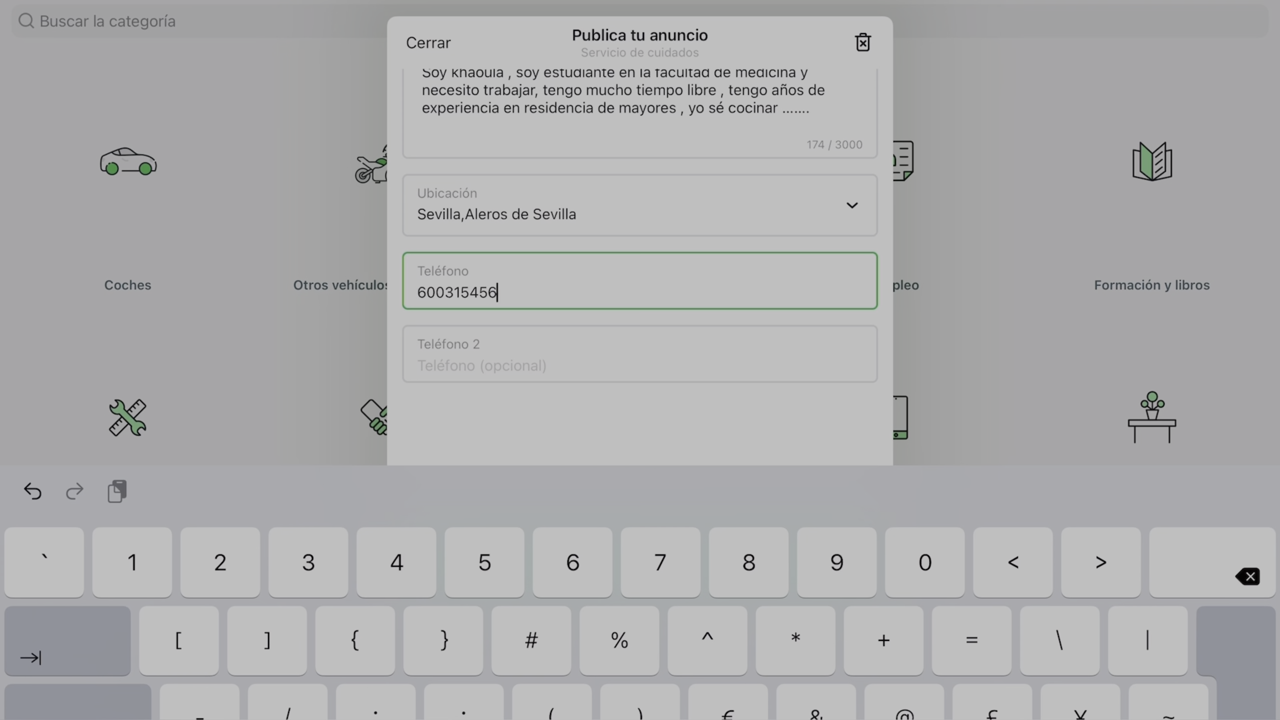 Buscar la categoría
Cerrar
Publica tu anuncio
Servicio de cuidados
Soy khaoula , soy estudiante en la facultad de medicina y
necesito trabajar, tengo mucho tiempo libre , tengo años de
experiencia en residencia de mayores , yo sé cocinar .......
174 / 3000
Ubicación
Sevilla,Aleros de Sevilla
Teléfono
600315456
Teléfono 2
Teléfono (opcional)
Coches
Otros vehículos
pleo
Formación y libros
` 1 2 3 4 5 6 7 8 9 0 < >
[ ] { } # % ^ * + = \ |
- / : ; ( ) € & @ £ ¥ ~